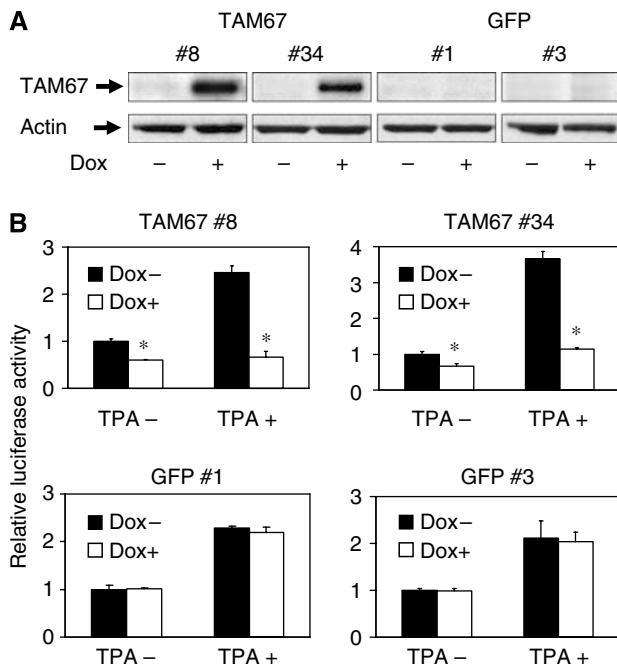 A
TAM67 GFP
#8 #34 #1 #3
TAM67
Actin
Dox − + − + − + − +
B
Relative luciferase activity
TAM67 #8
3
2
1
0
Dox−
Dox+
* *
TPA − TPA +
TAM67 #34
4
3
2
1
0
Dox−
Dox+
* *
TPA − TPA +
GFP #1
3
2
1
0
Dox−
Dox+
TPA − TPA +
GFP #3
3
2
1
0
Dox−
Dox+
TPA − TPA +